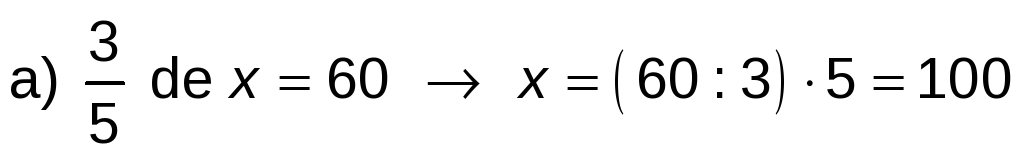 a) 3/5 de x = 60 → x = (60 : 3) · 5 = 100